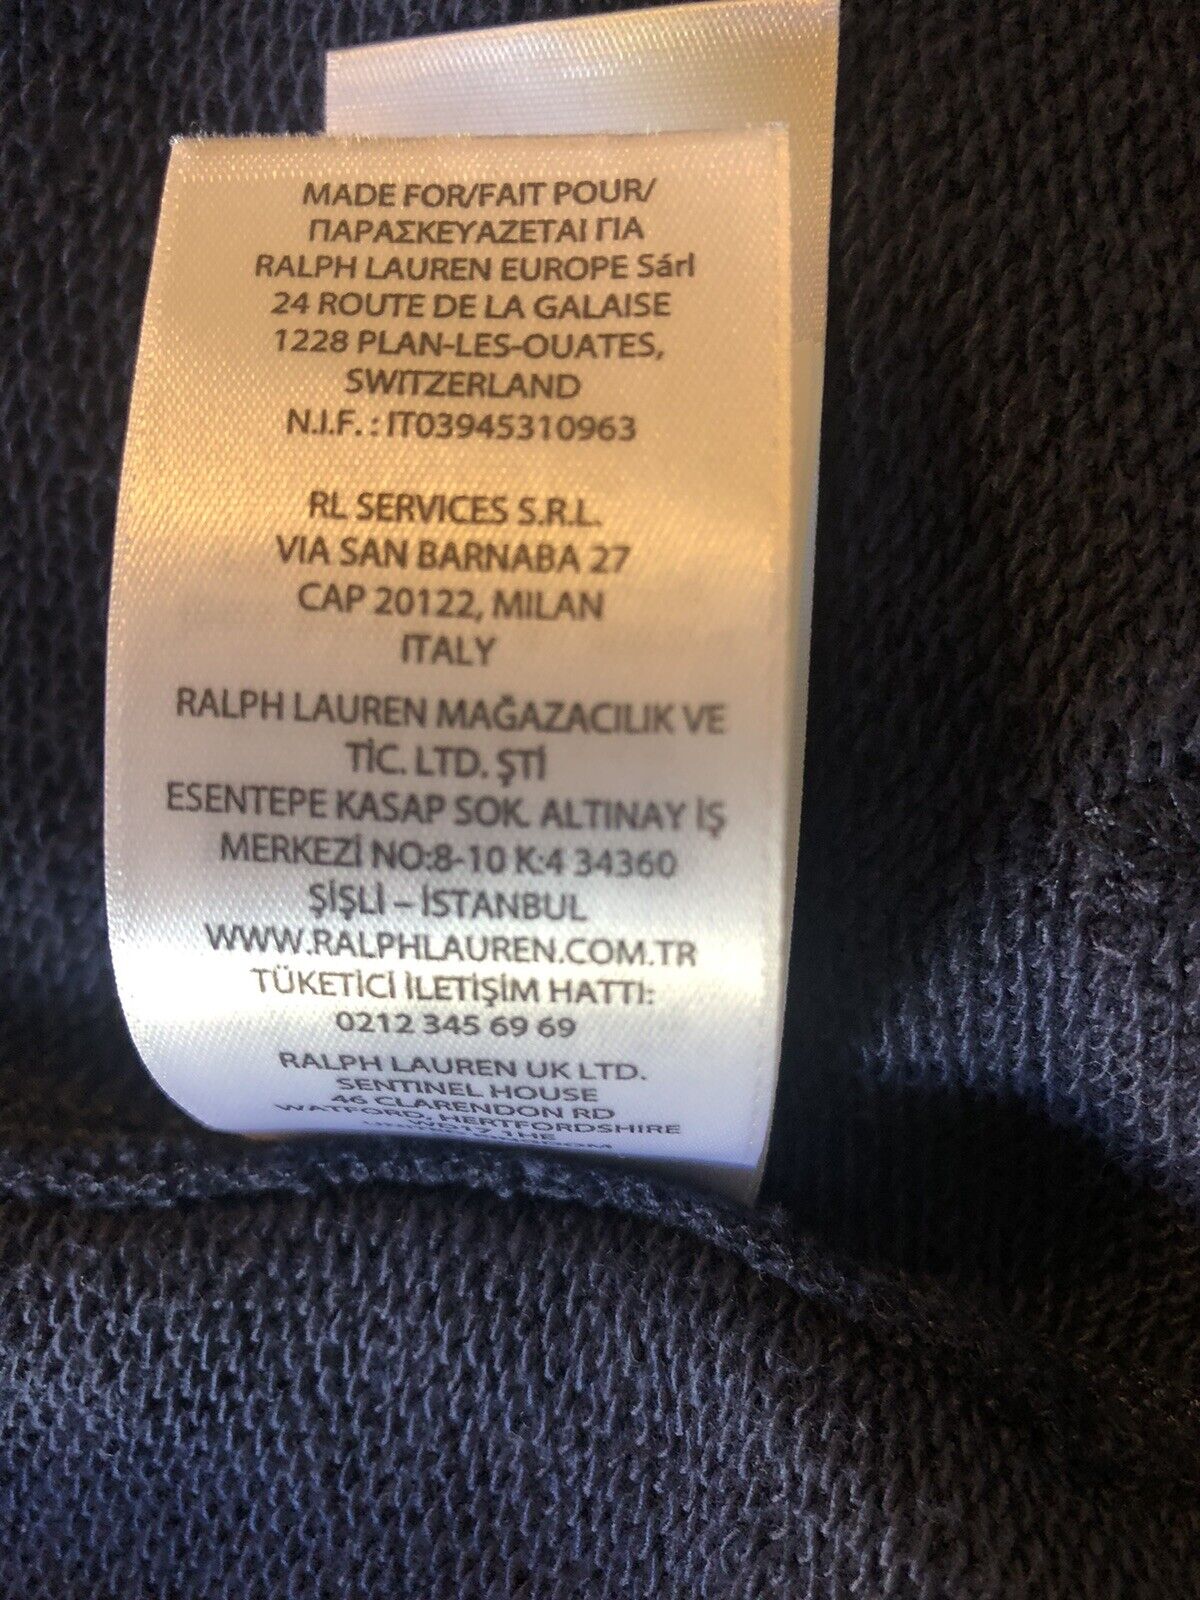 MADE FOR/FAIT POUR/
ΠΑΡΑΣΚΕΥΑΖΕΤΑΙ ΓΙΑ
RALPH LAUREN EUROPE Sárl
24 ROUTE DE LA GALAISE
1228 PLAN-LES-OUATES,
SWITZERLAND
N.I.F. : IT03945310963
RL SERVICES S.R.L.
VIA SAN BARNABA 27
CAP 20122, MILAN
ITALY
RALPH LAUREN MAĞAZACILIK VE
TİC. LTD. ŞTİ
ESENTEPE KASAP SOK. ALTINAY İŞ
MERKEZİ NO:8-10 K:4 34360
ŞİŞLİ – İSTANBUL
WWW.RALPHLAUREN.COM.TR
TÜKETİCİ İLETİŞİM HATTI:
0212 345 69 69
RALPH LAUREN UK LTD.
SENTINEL HOUSE
46 CLARENDON RD
WATFORD, HERTFORDSHIRE
WD17 1HE